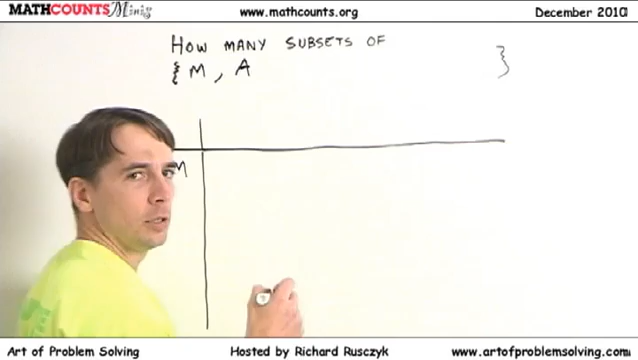 MATHCOUNTS Minis
www.mathcounts.org
December 2010
HOW MANY SUBSETS OF
{ M , A }
M
Art of Problem Solving
Hosted by Richard Rusczyk
www.artofproblemsolving.com